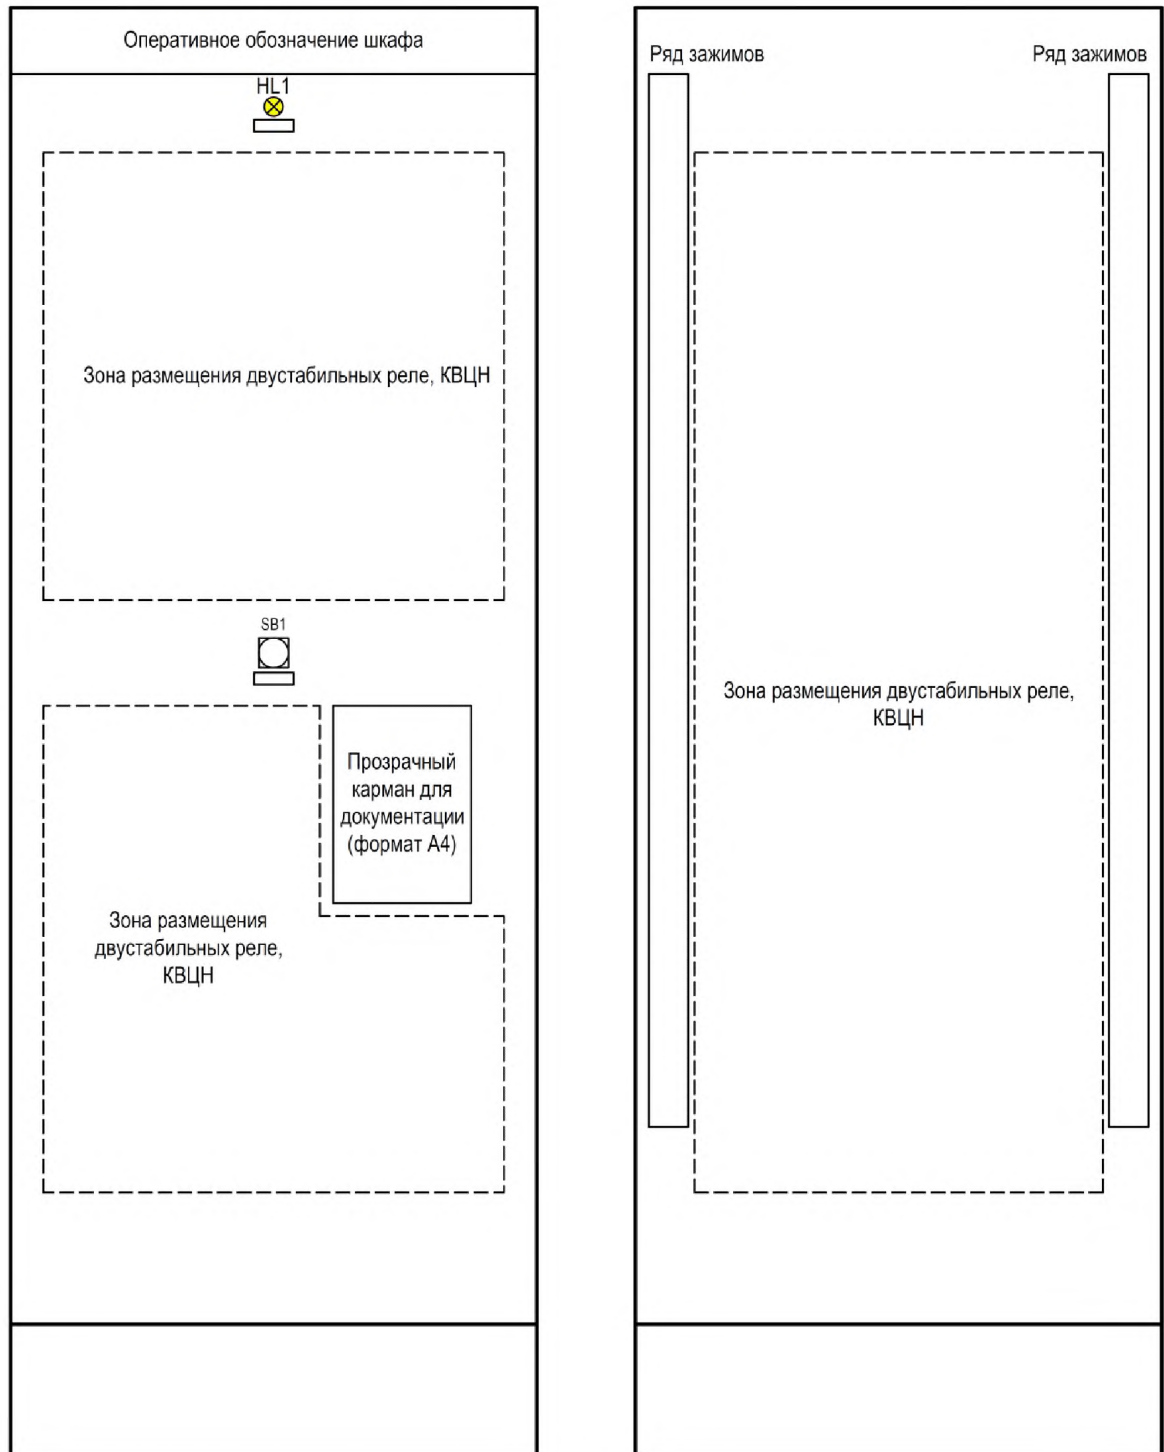 Оперативное обозначение шкафа
HL1
Зона размещения двустабильных реле, КВЦН
SB1
Прозрачный
карман для
документации
(формат А4)
Зона размещения
двустабильных реле,
КВЦН
Ряд зажимов
Ряд зажимов
Зона размещения двустабильных реле,
КВЦН